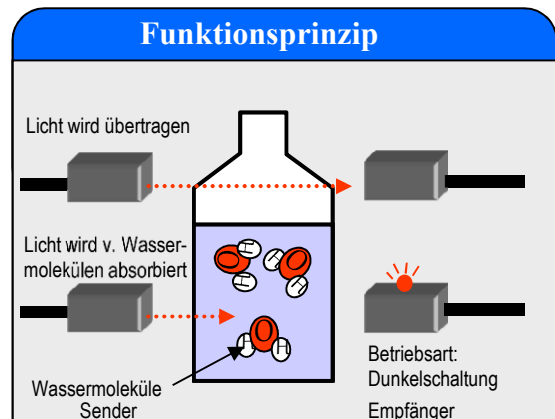 Funktionsprinzip
Licht wird übertragen
Licht wird v. Wasser-
molekülen absorbiert
O
H
H
O
H
H
O
H
H
Betriebsart:
Dunkelschaltung
Wassermoleküle
Sender
Empfänger